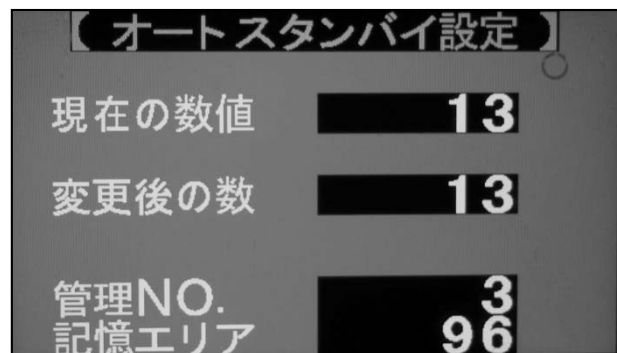 【オートスタンバイ設定】
現在の数値 13
変更後の数 13
管理NO. 3
記憶エリア 96